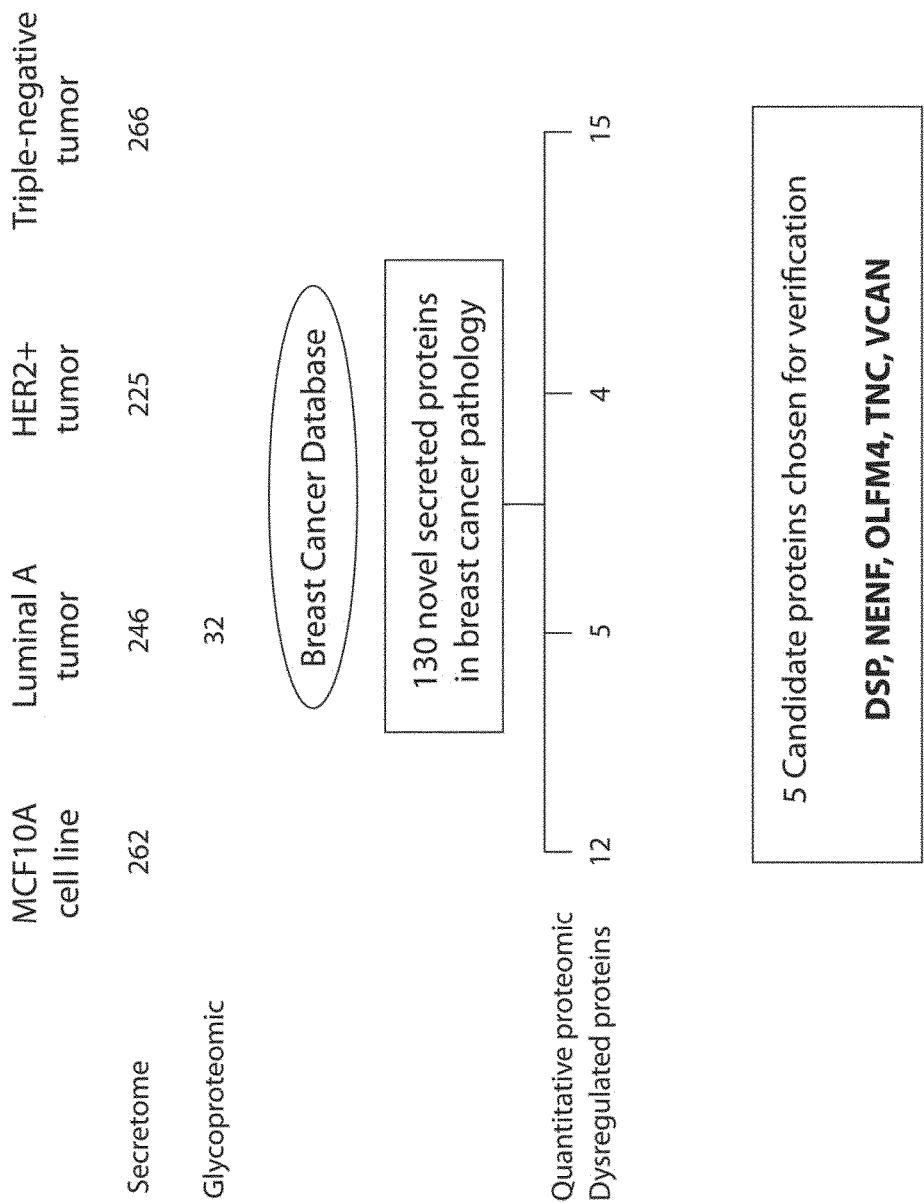 MCF10A
cell line
Luminal A
tumor
HER2+
tumor
Triple-negative
tumor
Secretome
262
246
225
266
Glycoproteomic
32
Breast Cancer Database
130 novel secreted proteins
in breast cancer pathology
Quantitative proteomic
Dysregulated proteins
12
5
4
15
5 Candidate proteins chosen for verification
DSP, NENF, OLFM4, TNC, VCAN